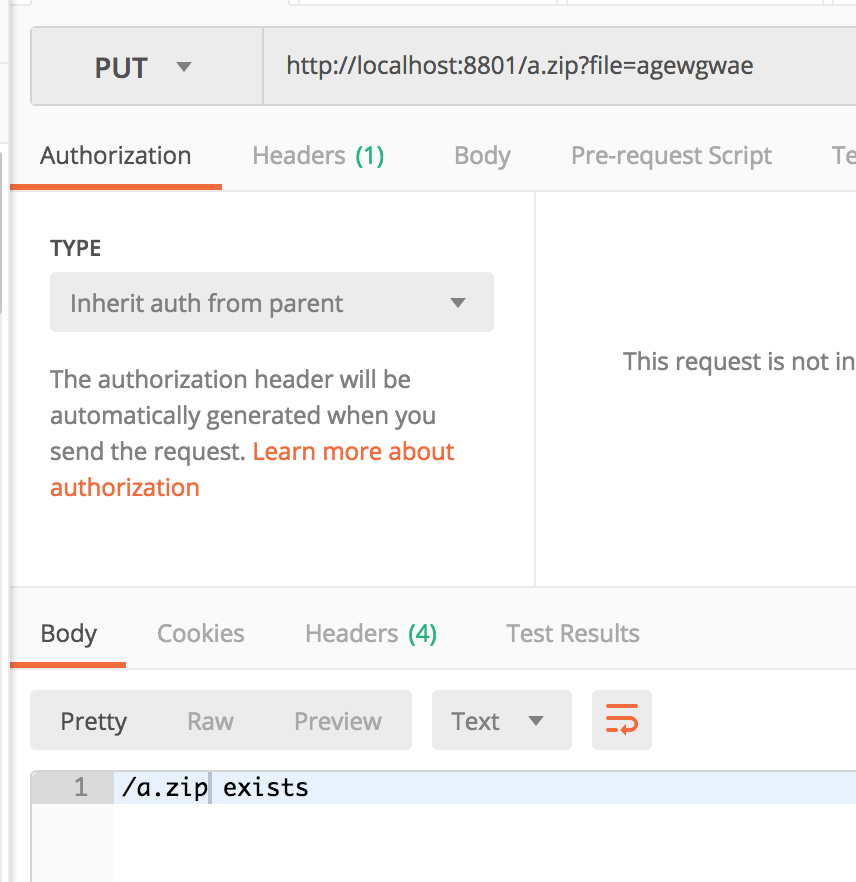 PUT http://localhost:8801/a.zip?file=agewgwae
Authorization Headers (1) Body Pre-request Script Te
TYPE
Inherit auth from parent
The authorization header will be
automatically generated when you
send the request. Learn more about
authorization
This request is not in
Body Cookies Headers (4) Test Results
Pretty Raw Preview Text
1 /a.zip exists